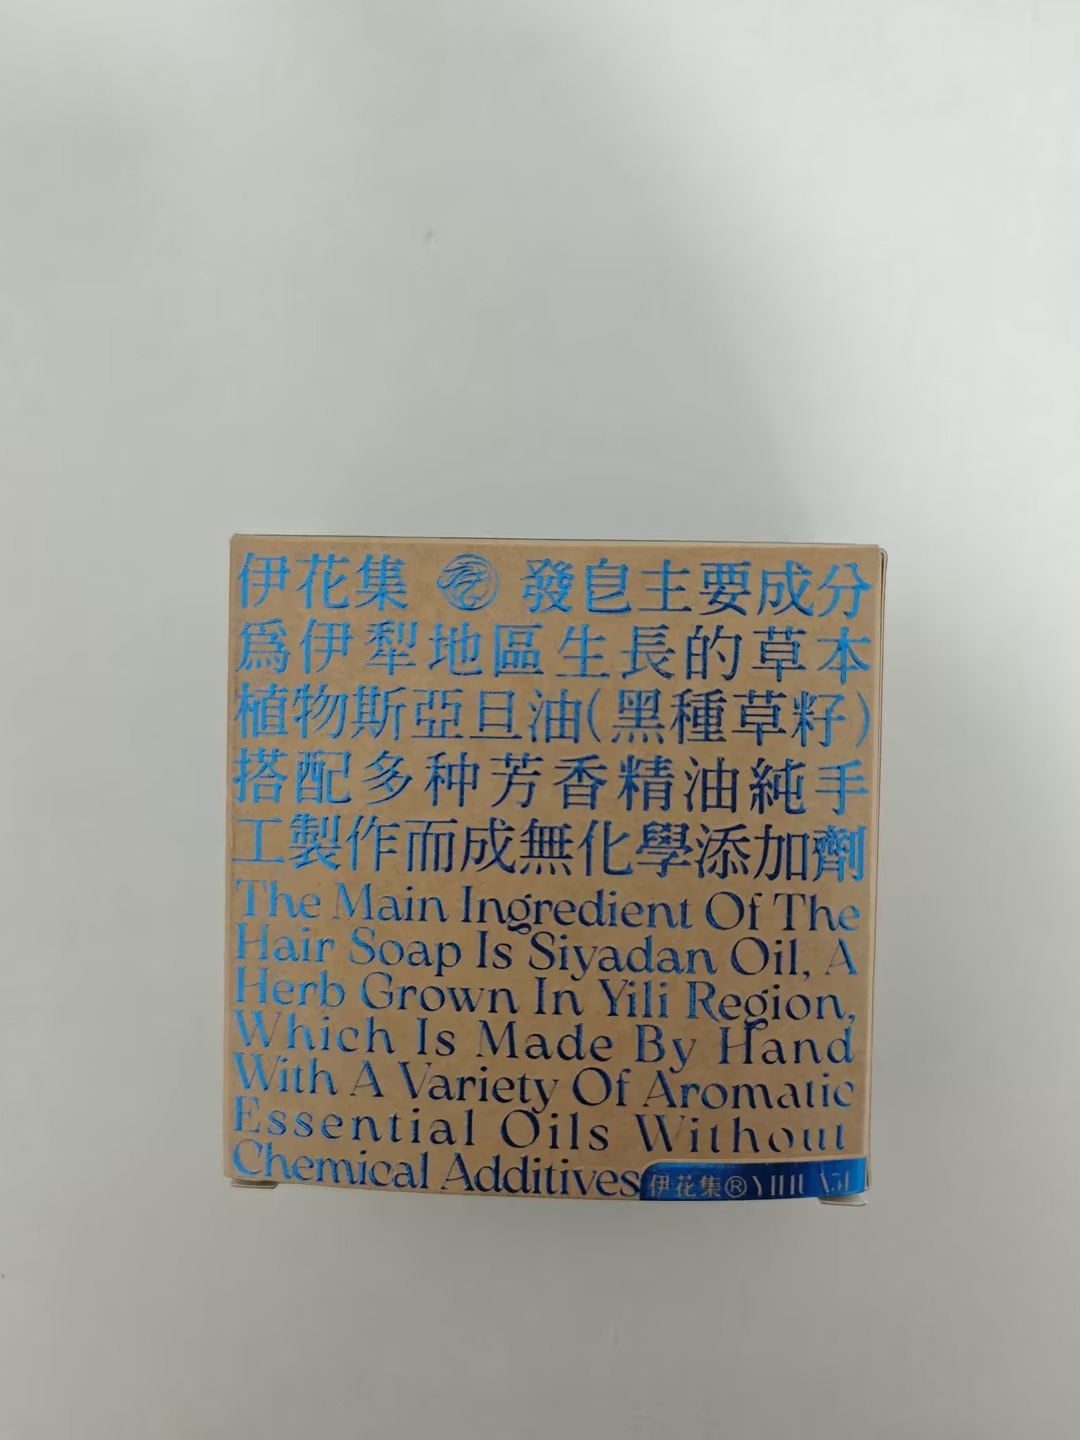 伊花集 發皂主要成分
爲伊犁地區生長的草本
植物斯亞旦油(黑種草籽)
搭配多种芳香精油純手
工製作而成無化學添加劑
The Main Ingredient Of The
Hair Soap Is Siyadan Oil, A
Herb Grown In Yili Region,
Which Is Made By Hand
With A Variety Of Aromatic
Essential Oils Without
Chemical Additives
伊花集®